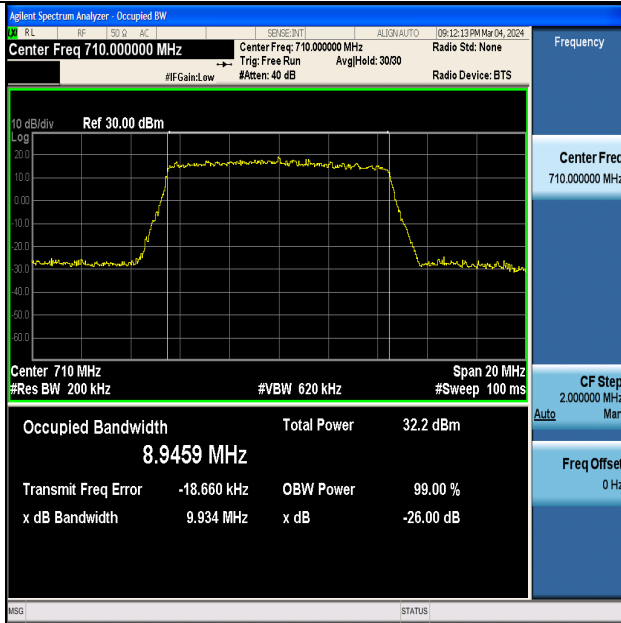 Agilent Spectrum Analyzer - Occupied BW
RL RF 50 Ω AC SENSE:INT ALIGNAUTO 09:12:13 PM Mar 04, 2024
Center Freq 710.000000 MHz
Center Freq: 710.000000 MHz Radio Std: None
Trig: Free Run Avg|Hold: 30/30
#IFGain:Low #Atten: 40 dB Radio Device: BTS
10 dB/div Ref 30.00 dBm
Log
20.0
10.0
0.00
-10.0
-20.0
-30.0
-40.0
-50.0
-60.0
Center 710 MHz Span 20 MHz
#Res BW 200 kHz #VBW 620 kHz #Sweep 100 ms
Occupied Bandwidth Total Power 32.2 dBm
8.9459 MHz
Transmit Freq Error -18.660 kHz OBW Power 99.00 %
x dB Bandwidth 9.934 MHz x dB -26.00 dB
Frequency
Center Freq
710.000000 MHz
CF Step
2.000000 MHz
Auto Man
Freq Offset
0 Hz
MSG STATUS